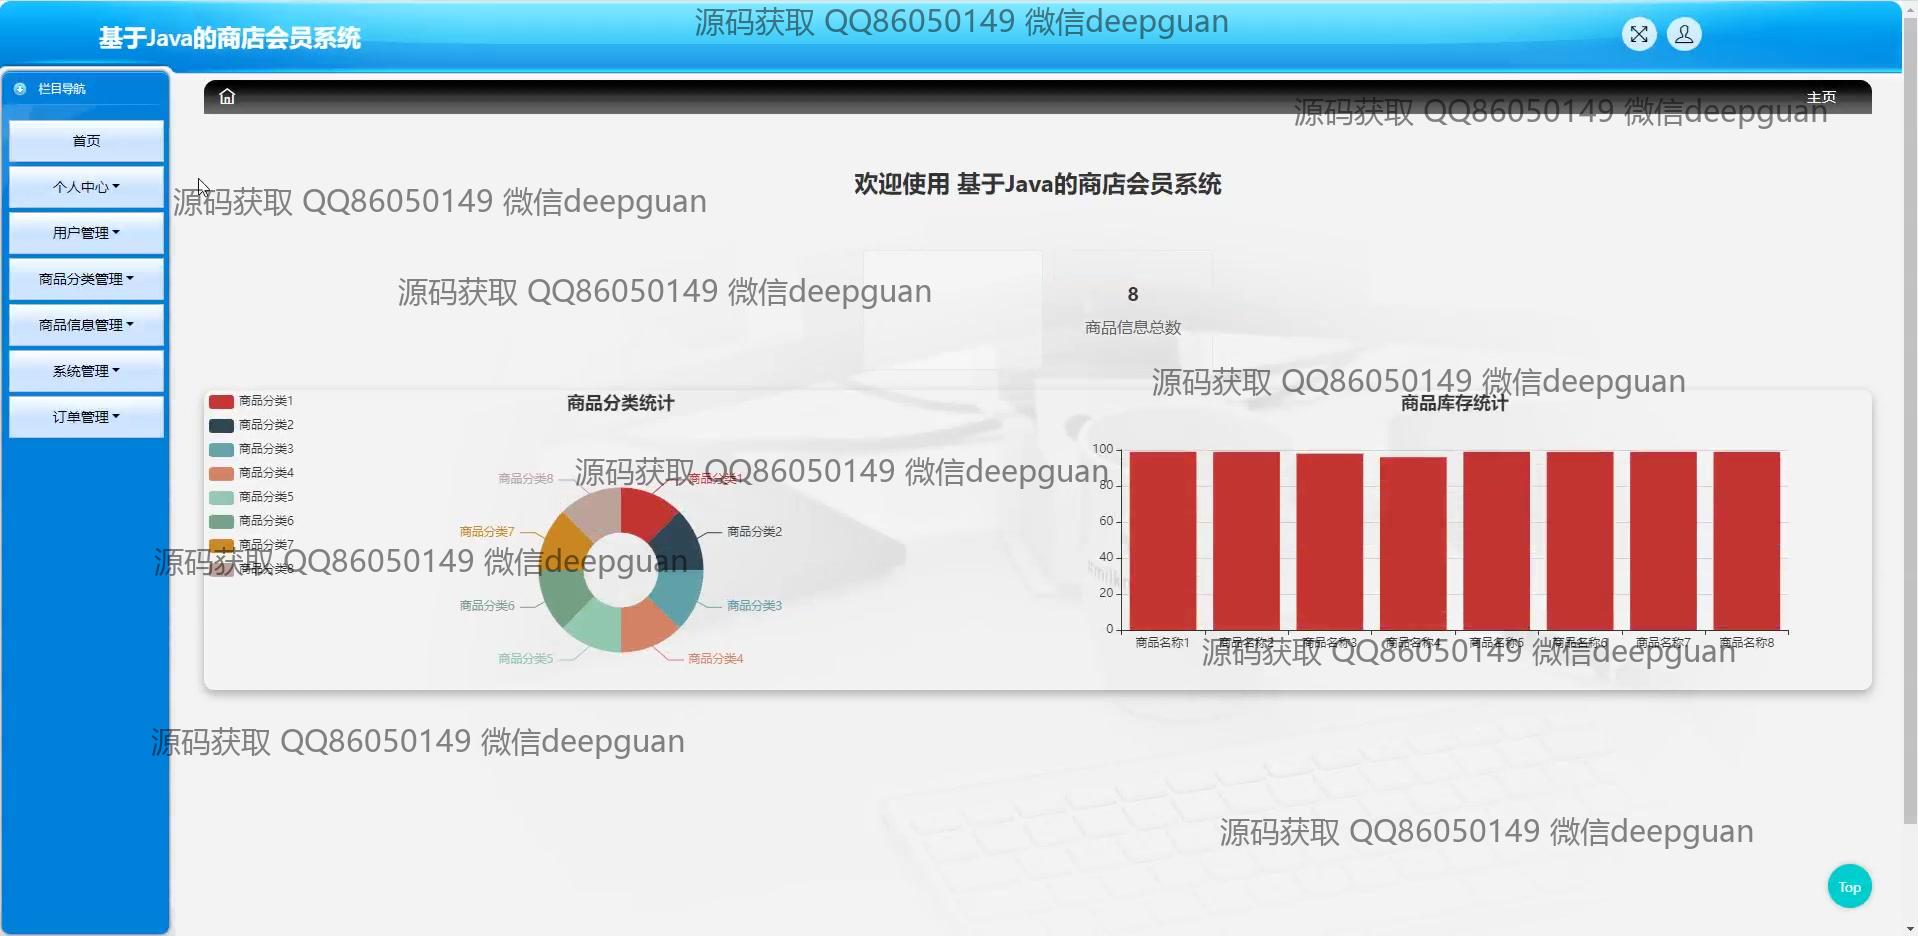 源码获取 QQ86050149 微信deepguan
基于Java的商店会员系统
栏目导航
主页
源码获取 QQ86050149 微信deepguan
首页
个人中心
用户管理
商品分类管理
商品信息管理
系统管理
订单管理
源码获取 QQ86050149 微信deepguan
欢迎使用 基于Java的商店会员系统
源码获取 QQ86050149 微信deepguan
8
商品信息总数
源码获取 QQ86050149 微信deepguan
商品分类1
商品分类2
商品分类3
商品分类4
商品分类5
商品分类6
商品分类7
商品分类8
商品分类统计
源码获取 QQ86050149 微信deepguan
商品分类8
商品分类1
商品分类7
商品分类2
商品分类6
商品分类3
商品分类5
商品分类4
源码获取 QQ86050149 微信deepguan
商品库存统计
100
80
60
40
20
0
商品名称1
商品名称2
商品名称3
商品名称4
商品名称5
商品名称6
商品名称7
商品名称8
源码获取 QQ86050149 微信deepguan
源码获取 QQ86050149 微信deepguan
源码获取 QQ86050149 微信deepguan
Top